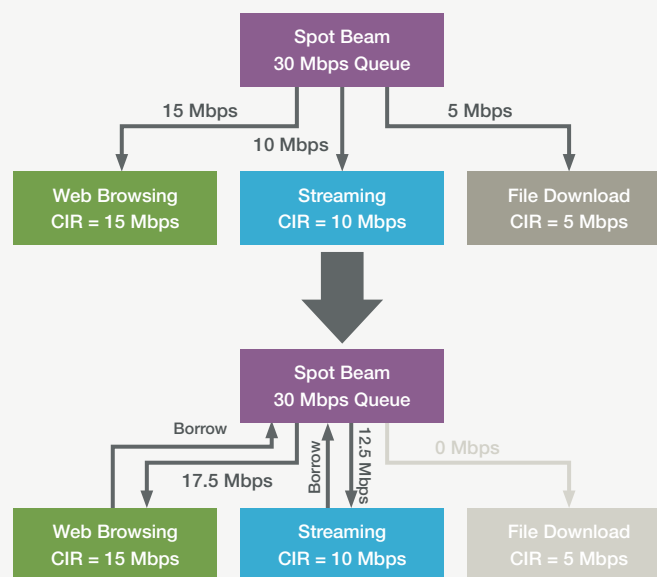 Spot Beam
30 Mbps Queue
15 Mbps
10 Mbps
5 Mbps
Web Browsing
CIR = 15 Mbps
Streaming
CIR = 10 Mbps
File Download
CIR = 5 Mbps
Spot Beam
30 Mbps Queue
Borrow
17.5 Mbps
Borrow
12.5 Mbps
0 Mbps
Web Browsing
CIR = 15 Mbps
Streaming
CIR = 10 Mbps
File Download
CIR = 5 Mbps